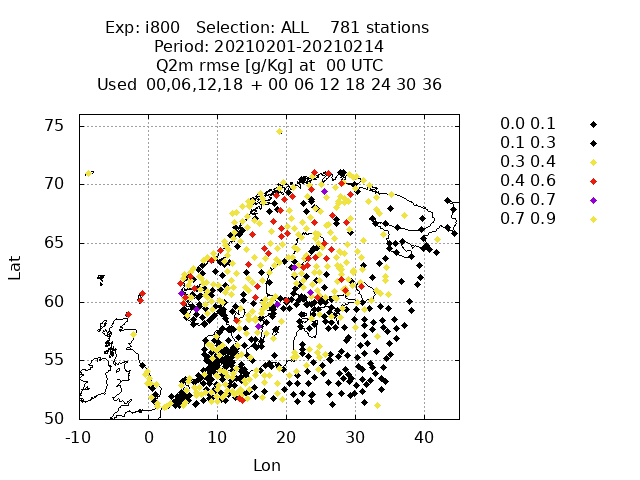 Exp: i800 Selection: ALL 781 stations
Period: 20210201-20210214
Q2m rmse [g/Kg] at 00 UTC
Used 00,06,12,18 + 00 06 12 18 24 30 36
75
70
65
60
55
50
Lat
-10 0 10 20 30 40
Lon
0.0 0.1
0.1 0.3
0.3 0.4
0.4 0.6
0.6 0.7
0.7 0.9